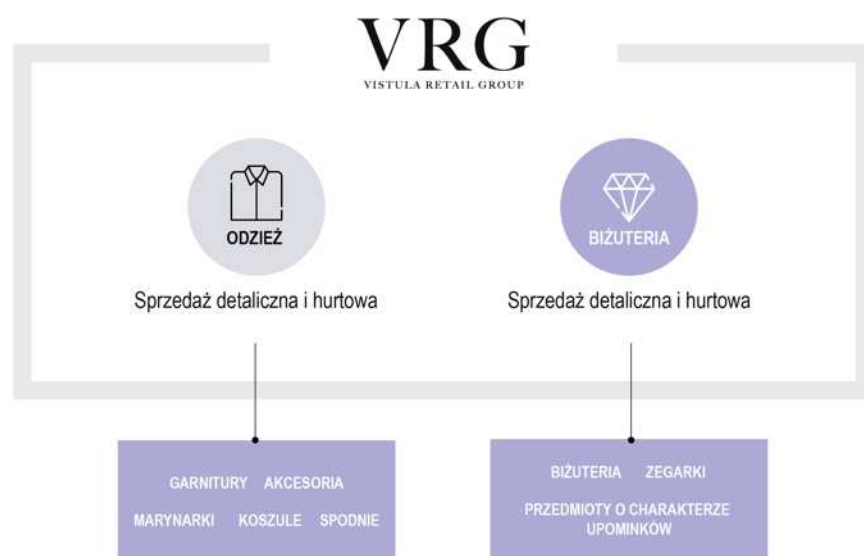 VRG
VISTULA RETAIL GROUP
ODZIEŻ
Sprzedaż detaliczna i hurtowa
BIŻUTERIA
Sprzedaż detaliczna i hurtowa
GARNITURY AKCESORIA
MARYNARKI KOSZULE SPODNIE
BIŻUTERIA ZEGARKI
PRZEDMIOTY O CHARAKTERZE
UPOMINKÓW